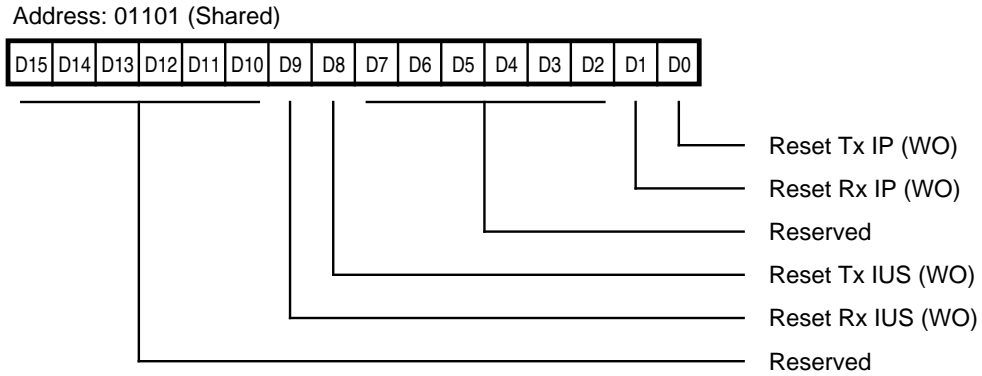 Address: 01101 (Shared)
D15 D14 D13 D12 D11 D10 D9 D8 D7 D6 D5 D4 D3 D2 D1 D0
Reset Tx IP (WO)
Reset Rx IP (WO)
Reserved
Reset Tx IUS (WO)
Reset Rx IUS (WO)
Reserved